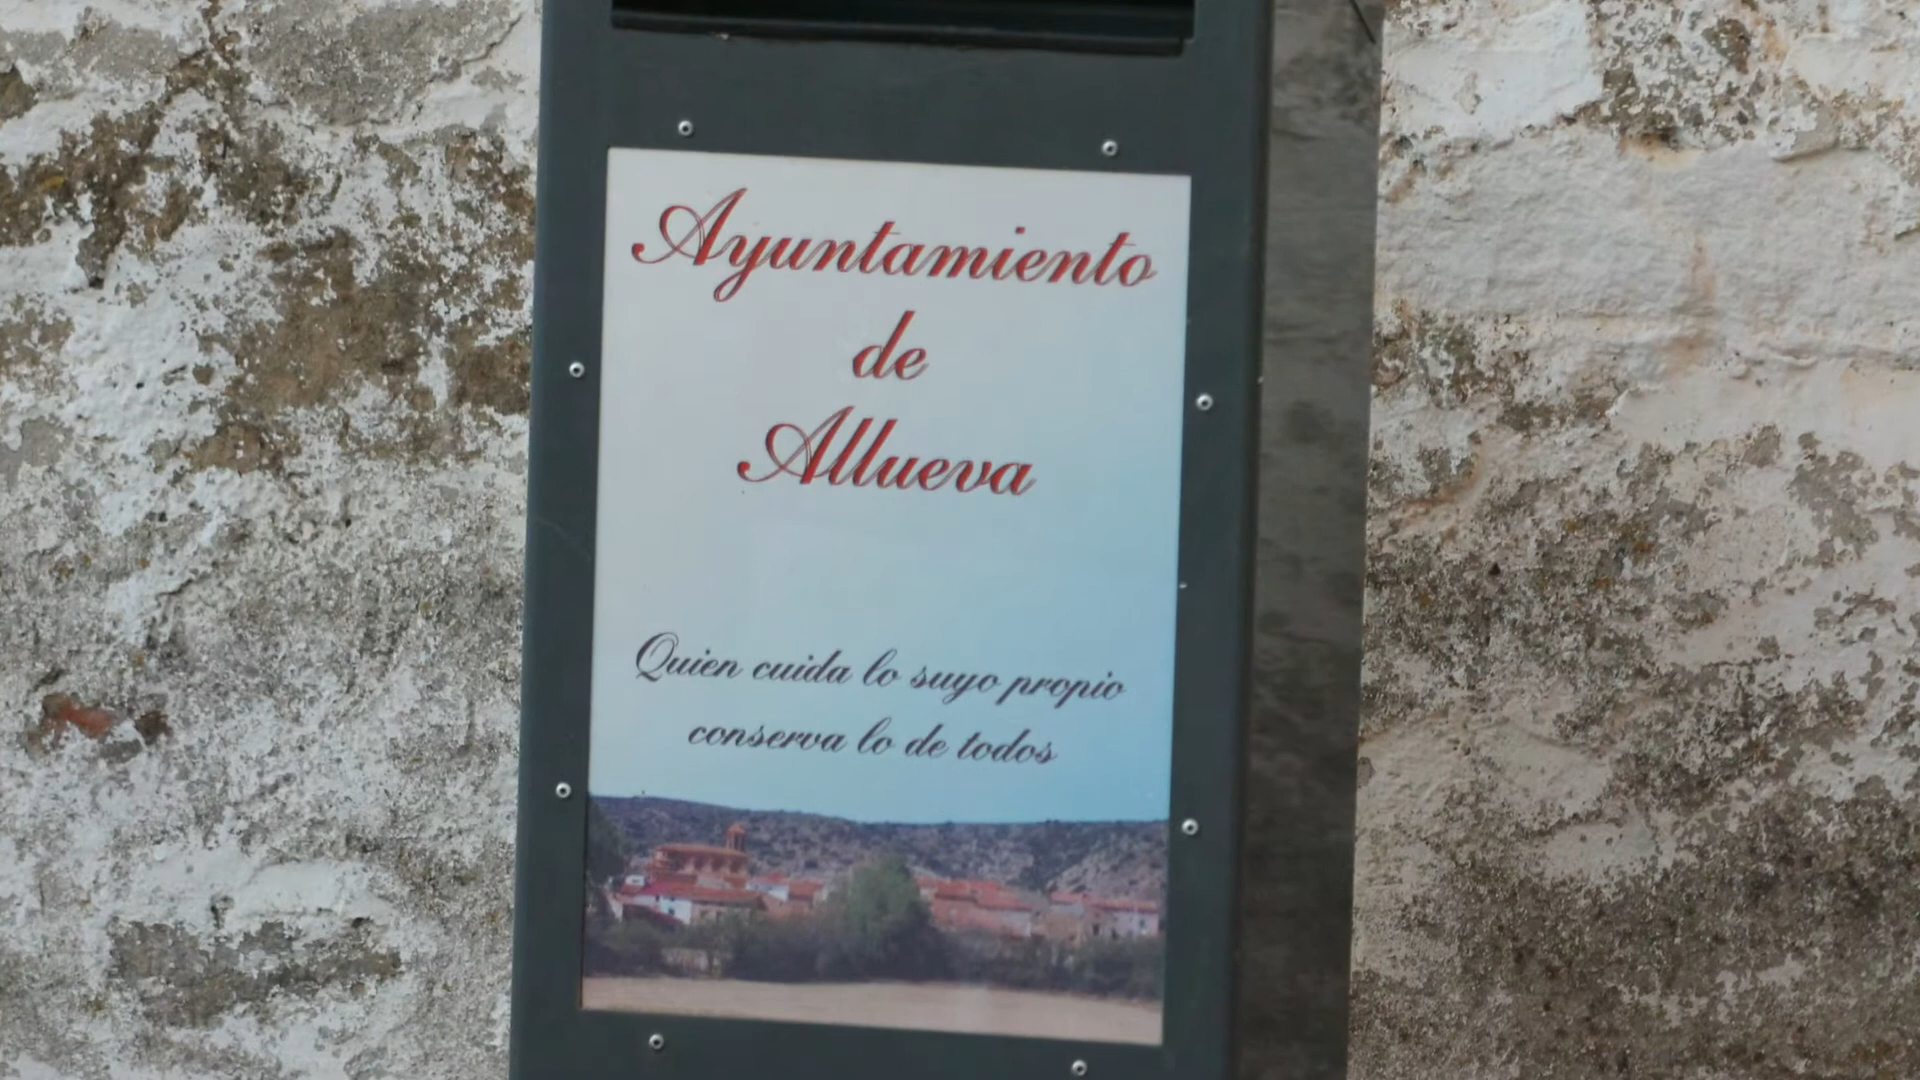 Ayuntamiento
de
Allueva
Quien cuida lo suyo propio
conserva lo de todos